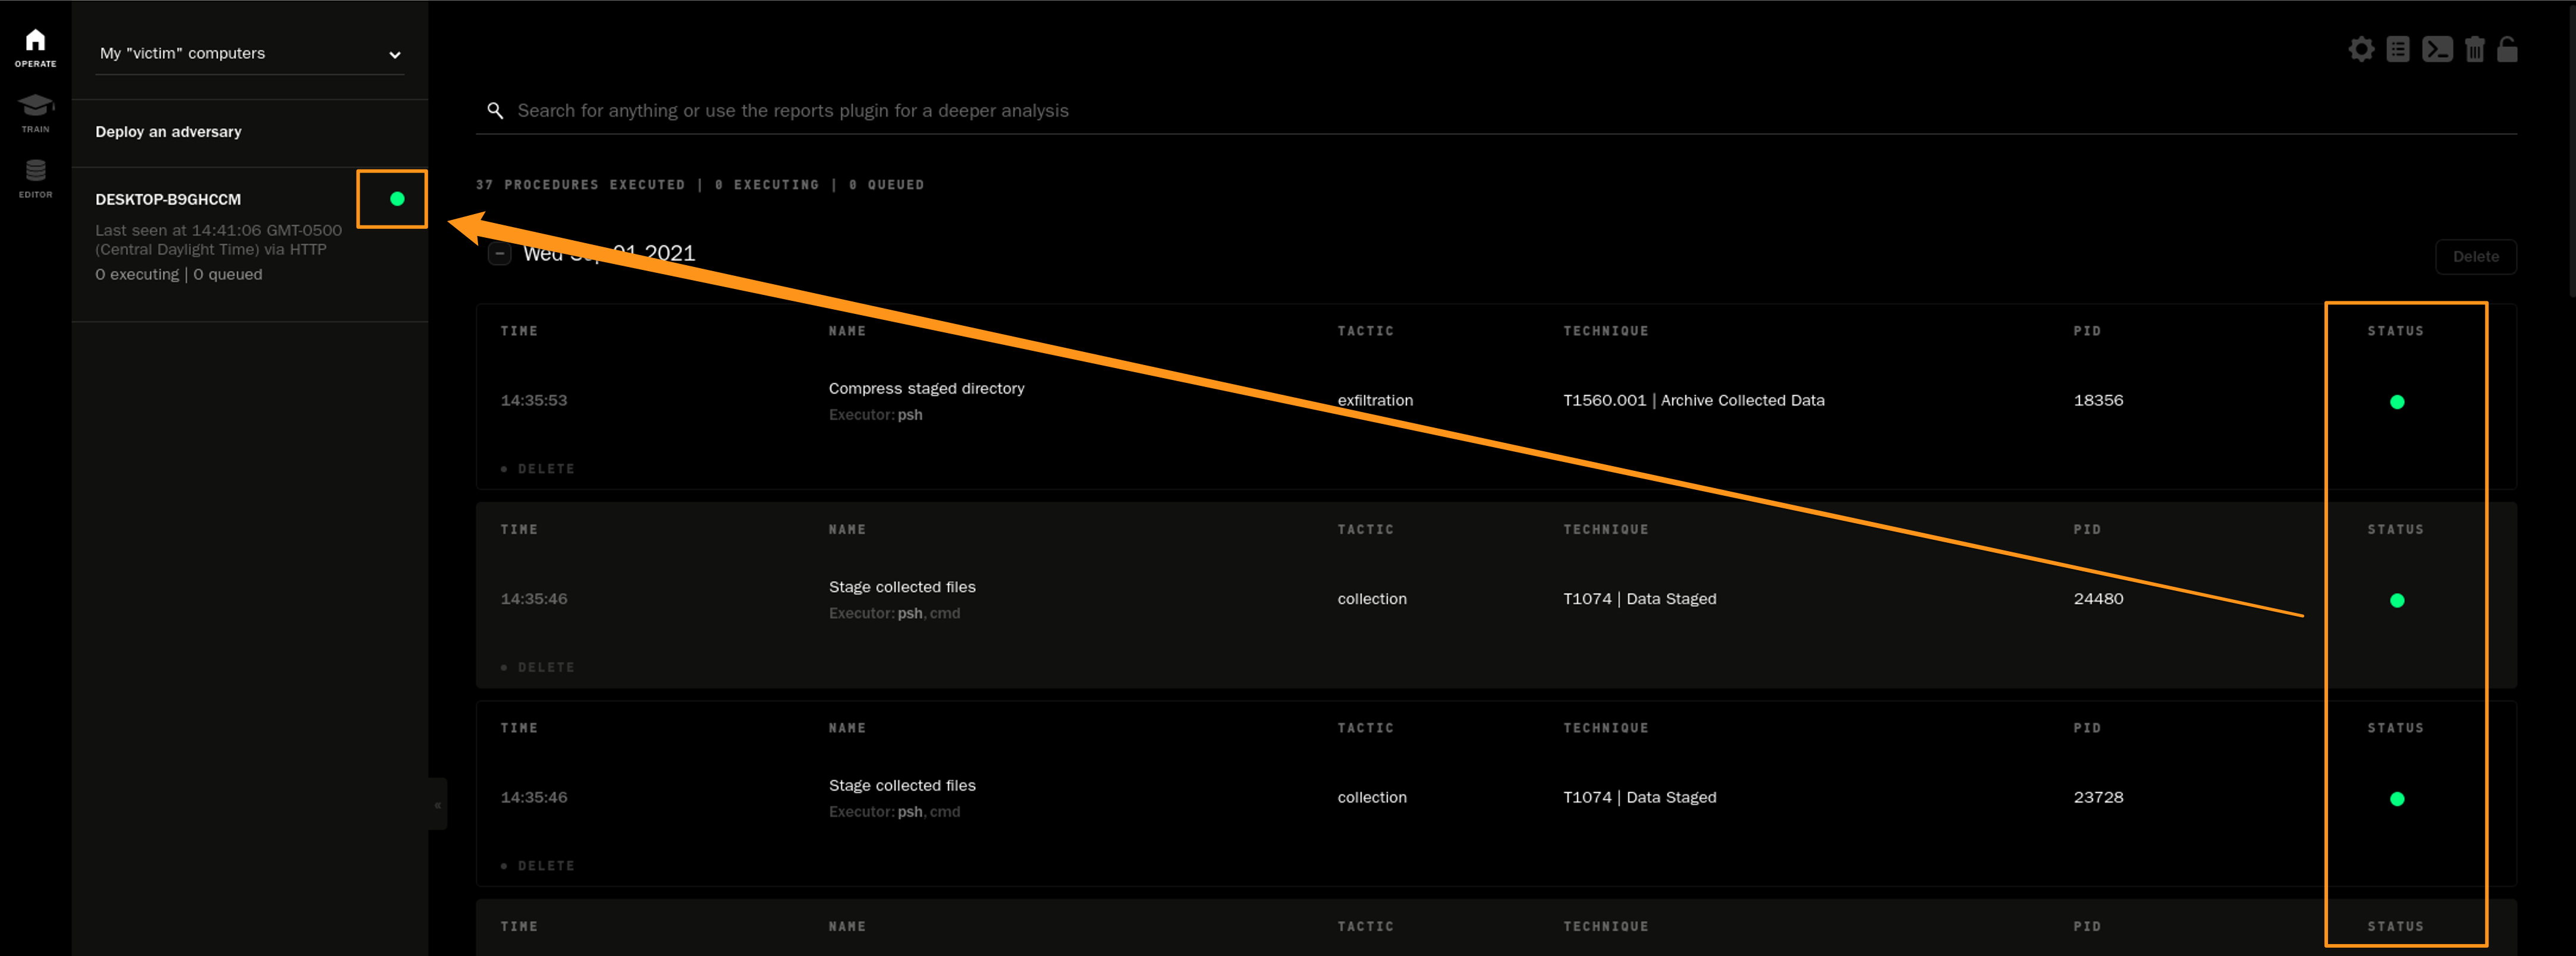 OPERATE
TRAIN
EDITOR
My "victim" computers
Deploy an adversary
DESKTOP-B9GHCCM
Last seen at 14:41:06 GMT-0500
(Central Daylight Time) via HTTP
0 executing | 0 queued
Search for anything or use the reports plugin for a deeper analysis
37 PROCEDURES EXECUTED | 0 EXECUTING | 0 QUEUED
Wed Sep 01 2021
Delete
TIME NAME TACTIC TECHNIQUE PID STATUS
Compress staged directory
14:35:53 exfiltration T1560.001 | Archive Collected Data 18356
Executor: psh
• DELETE
TIME NAME TACTIC TECHNIQUE PID STATUS
Stage collected files
14:35:46 collection T1074 | Data Staged 24480
Executor: psh, cmd
• DELETE
TIME NAME TACTIC TECHNIQUE PID STATUS
Stage collected files
14:35:46 collection T1074 | Data Staged 23728
Executor: psh, cmd
• DELETE
TIME NAME TACTIC TECHNIQUE PID STATUS